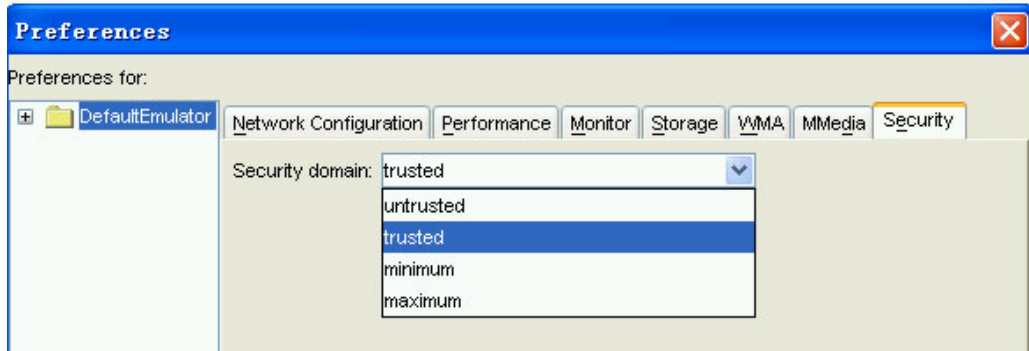 Preferences
Preferences for:
DefaultEmulator
Network Configuration Performance Monitor Storage WMA MMedia Security
Security domain: trusted
untrusted
trusted
minimum
maximum